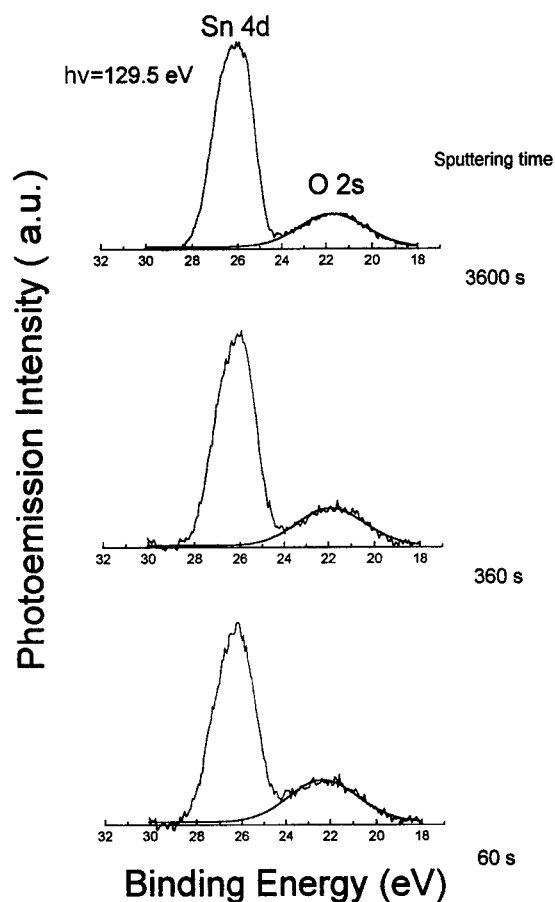 Sn 4d
hν=129.5 eV
Sputtering time
O 2s
32 30 28 26 24 22 20 18
3600 s
32 30 28 26 24 22 20 18
360 s
32 30 28 26 24 22 20 18
60 s
Binding Energy (eV)
Photoemission Intensity ( a.u.)